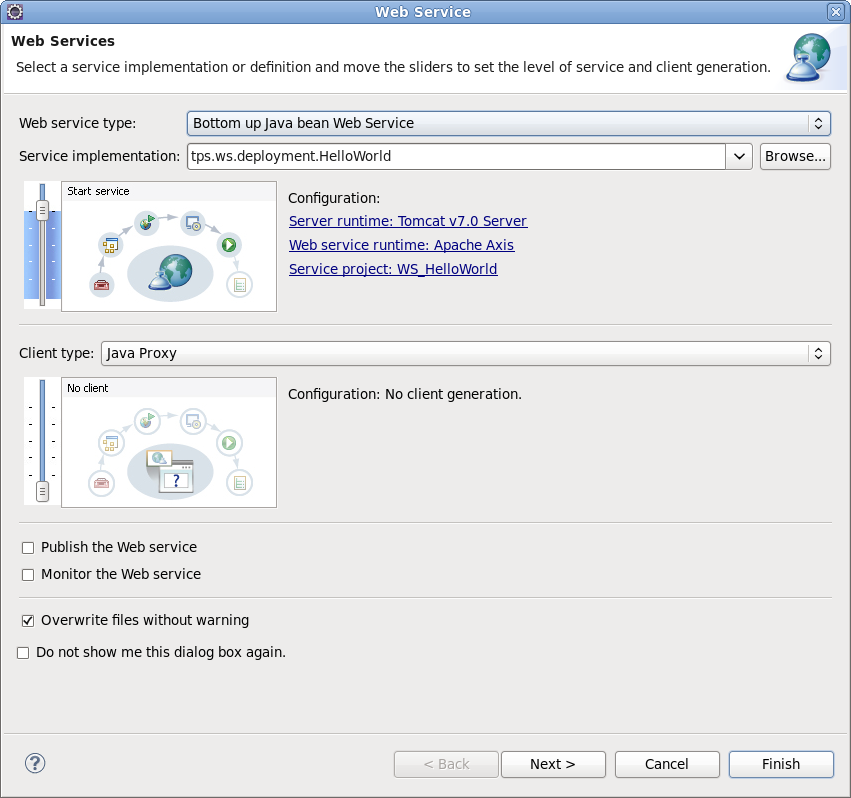 Web Service
Web Services
Select a service implementation or definition and move the sliders to set the level of service and client generation.
Web service type: Bottom up Java bean Web Service
Service implementation: tps.ws.deployment.HelloWorld Browse...
Start service
Configuration:
Server runtime: Tomcat v7.0 Server
Web service runtime: Apache Axis
Service project: WS_HelloWorld
Client type: Java Proxy
No client
Configuration: No client generation.
?
Publish the Web service
Monitor the Web service
Overwrite files without warning
Do not show me this dialog box again.
? < Back Next > Cancel Finish